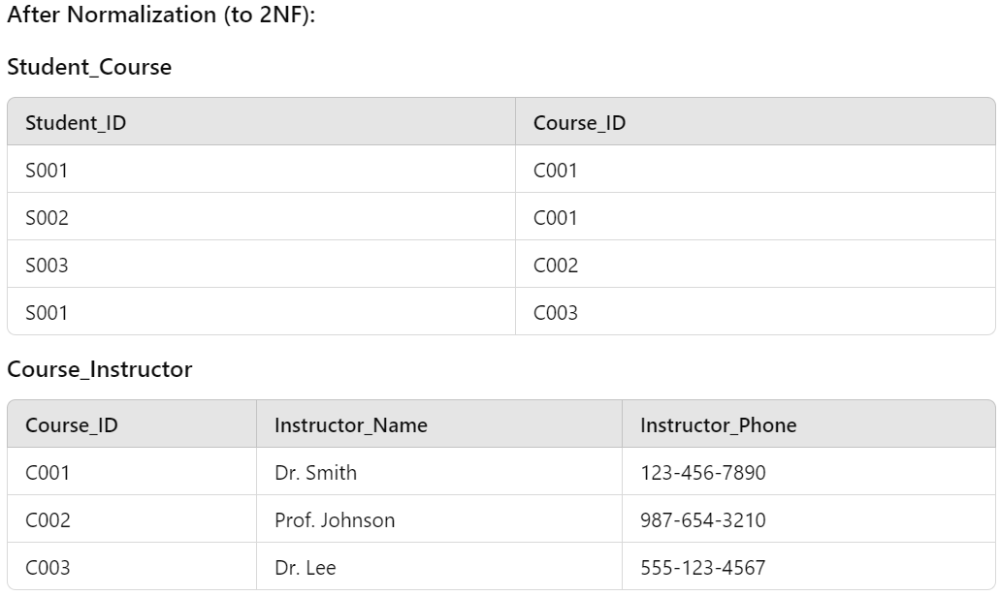 After Normalization (to 2NF):
Student_Course
Student_ID Course_ID
S001 C001
S002 C001
S003 C002
S001 C003
Course_Instructor
Course_ID Instructor_Name Instructor_Phone
C001 Dr. Smith 123-456-7890
C002 Prof. Johnson 987-654-3210
C003 Dr. Lee 555-123-4567